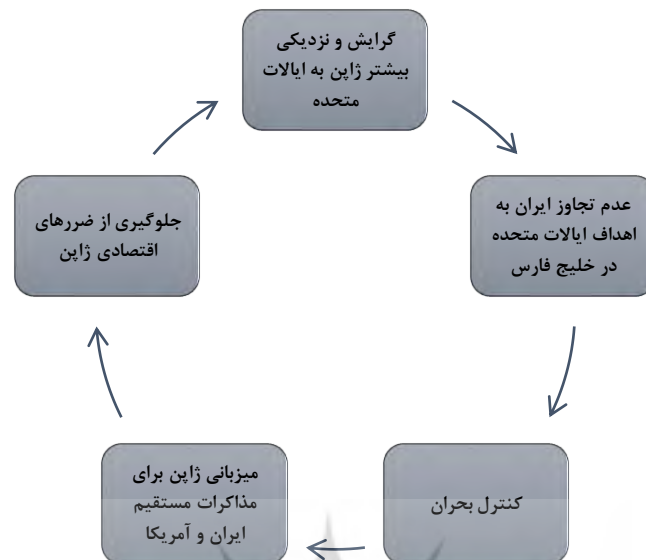 گرایش و نزدیکی
بیشتر ژاپن به ایالات
متحده
عدم تجاوز ایران به
اهداف ایالات متحده
در خلیج فارس
کنترل بحران
میزبانی ژاپن برای
مذاکرات مستقیم
ایران و آمریکا
جلوگیری از ضررهای
اقتصادی ژاپن